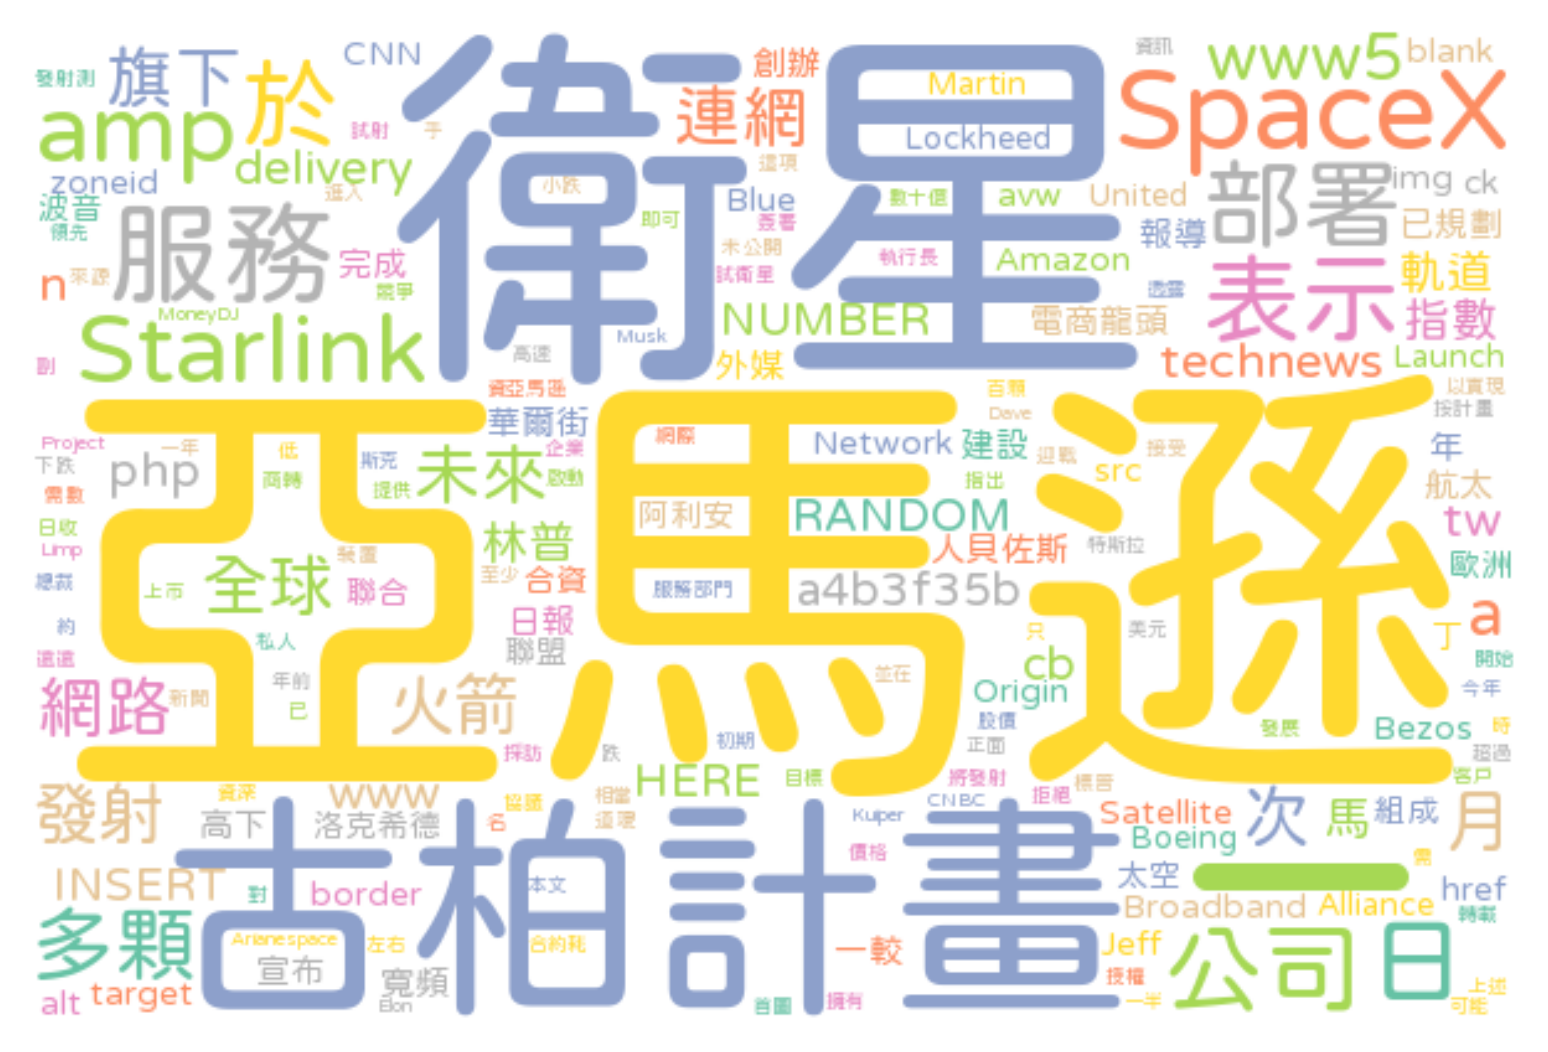 衛星
亞馬遜
古柏計畫
SpaceX
Starlink
服務
部署
表示
www5
blank
資訊
創辦
連網
Martin
Lockheed
CNN
旗下
於
發射測
amp
delivery
試射
于
zoneid
進入
波音
領先
這項
Blue
簽署
未公開
試衛星
小跌
即可
數十億
avw
United
img
ck
已規劃
報導
執行長
Amazon
透露
軌道
指數
完成
競爭
n
來源
MoneyDJ
NUMBER
Musk
高速
外媒
電商龍頭
technews
Launch
副
資亞馬遜
百顆
Dave
以實現
按計畫
華爾街
企業
網際
Project
一年
下跌
php
低
斯克
商轉
提供
未來
啟動
Network
建設
迎戰
接受
src
指出
年
航太
需數
日收
Limp
總裁
約
阿利安
RANDOM
人貝佐斯
特斯拉
tw
林普
裝置
至少
合資
服務部門
a4b3f35b
歐洲
全球
聯合
上市
私人
日報
聯盟
只
美元
cb
Origin
a
丁
開始
今年
遠遠
網路
新聞
年前
已
火箭
並在
股價
正面
發展
Bezos
時
超過
客戶
採訪
跌
初期
HERE
目標
將發射
標普
拒絕
發射
資深
www
高下
洛克希德
協議
名
相當
Kuiper
CNBC
價格
Satellite
Boeing
次
馬
組成
月
INSERT
對
border
本文
太空
一
需
href
轉載
Broadband
Alliance
多顆
Arianespace
宣布
左右
寬頻
Elon
合約耗
一較
Jeff
授權
一半
公司
日
上述
可能
alt
target
首圖
擁有